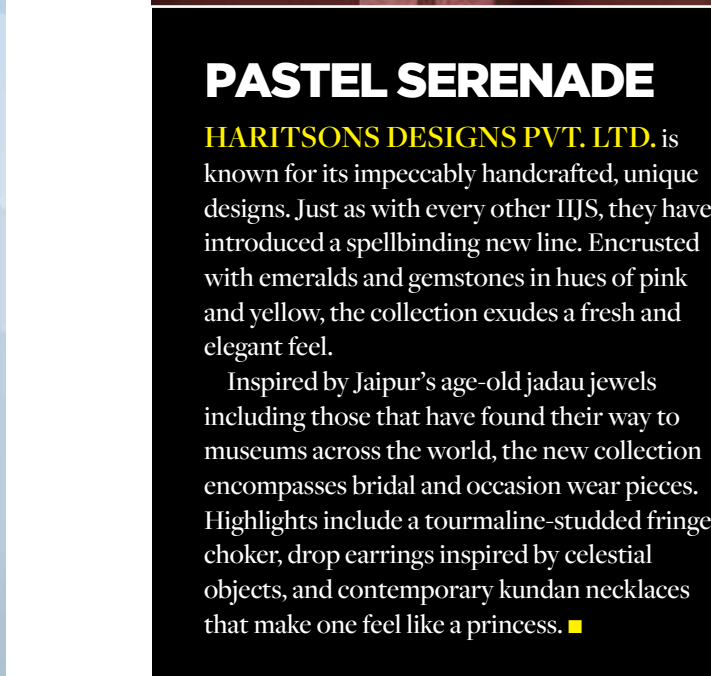 PASTEL SERENADE
HARITSONS DESIGNS PVT. LTD. is
known for its impeccably handcrafted, unique
designs. Just as with every other IIJS, they have
introduced a spellbinding new line. Encrusted
with emeralds and gemstones in hues of pink
and yellow, the collection exudes a fresh and
elegant feel.
Inspired by Jaipur’s age-old jadau jewels
including those that have found their way to
museums across the world, the new collection
encompasses bridal and occasion wear pieces.
Highlights include a tourmaline-studded fringe
choker, drop earrings inspired by celestial
objects, and contemporary kundan necklaces
that make one feel like a princess. ■